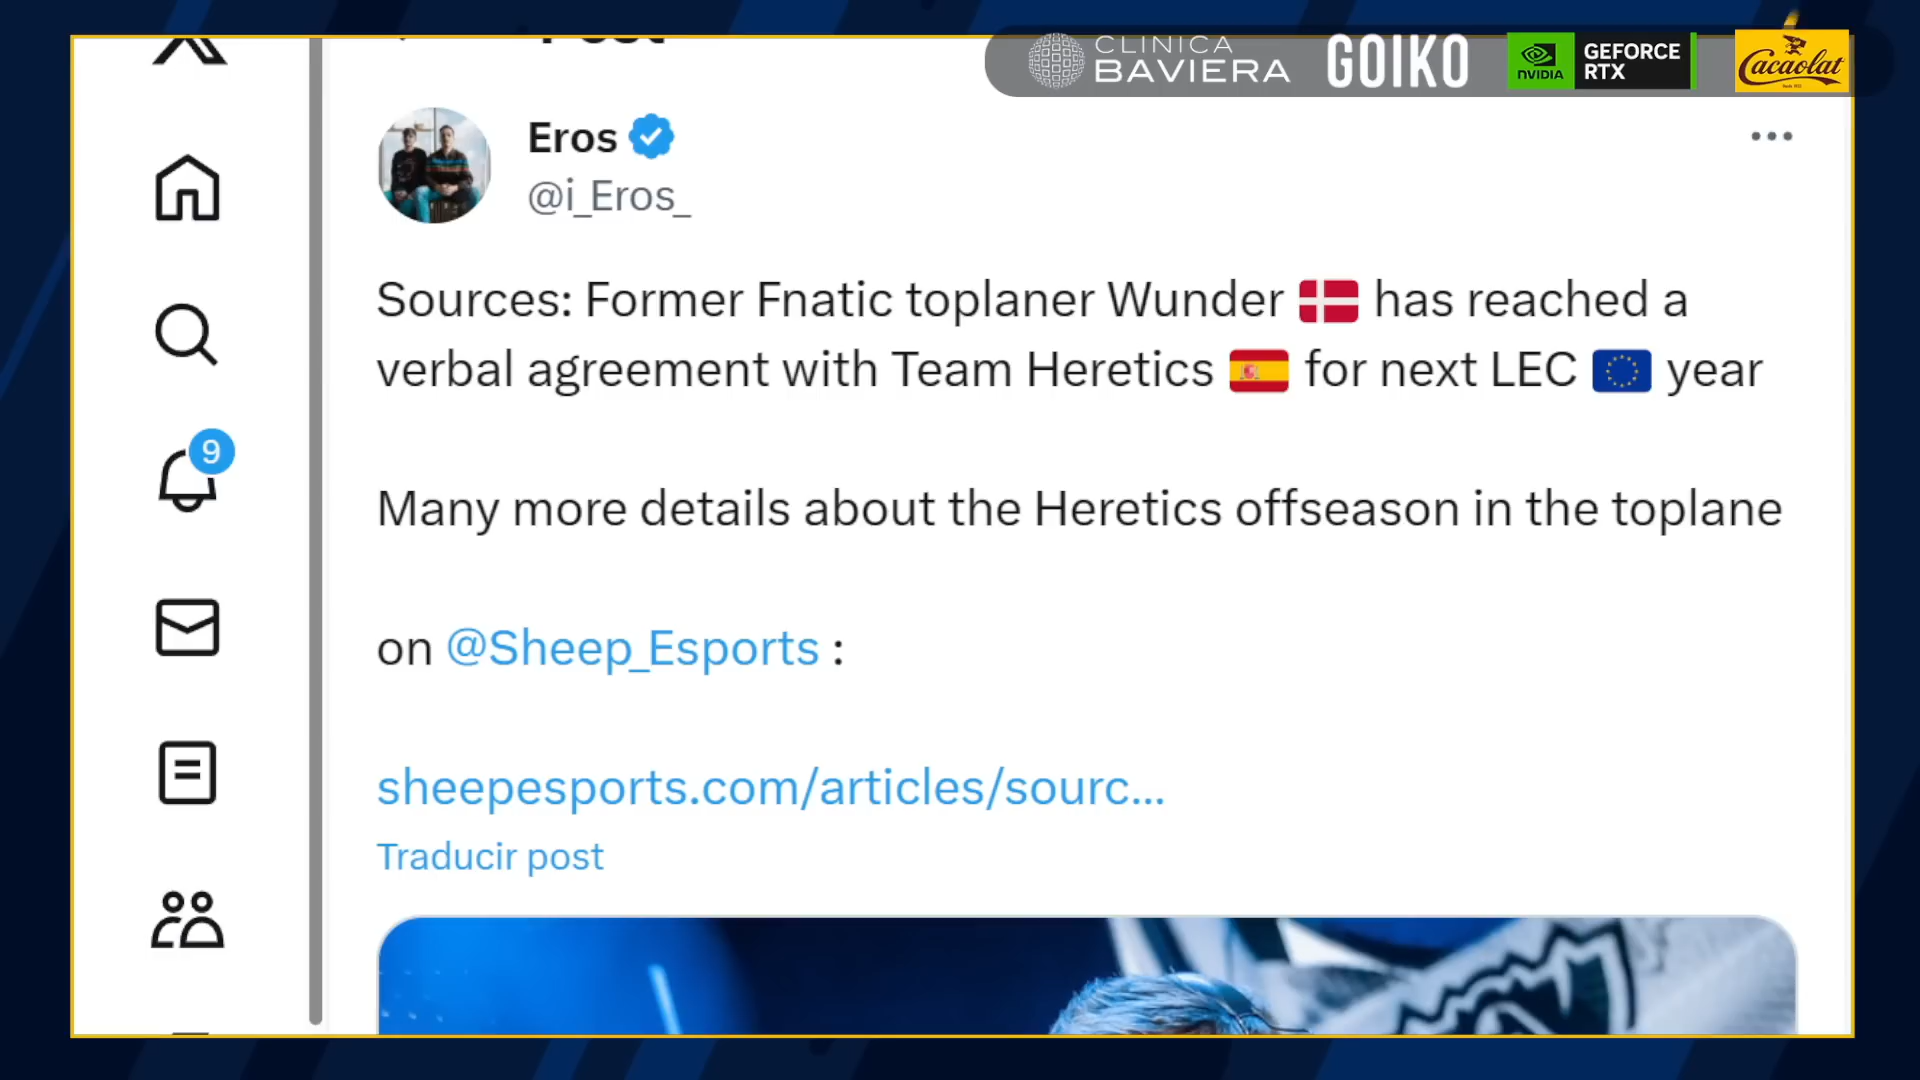 Post
CLINICA
BAVIERA
GOIKO
NVIDIA
GEFORCE
RTX
Cacaolat
Eros
@i_Eros_
Sources: Former Fnatic toplaner Wunder 🇩🇰 has reached a
verbal agreement with Team Heretics 🇪🇸 for next LEC 🇪🇺 year
Many more details about the Heretics offseason in the toplane
on @Sheep_Esports :
sheepesports.com/articles/sourc...
Traducir post
9